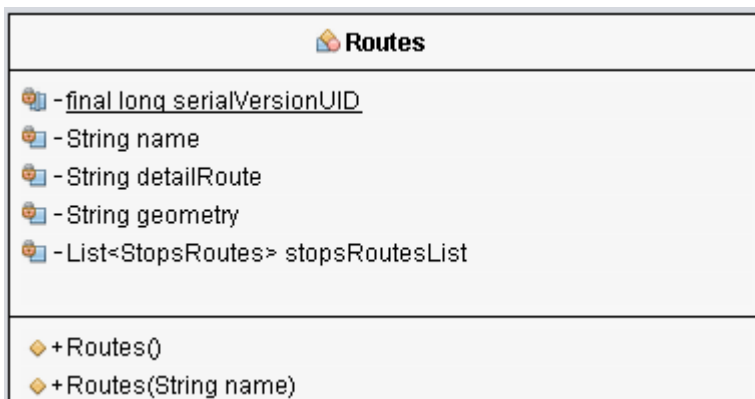 Routes
-final long serialVersionUID
-String name
-String detailRoute
-String geometry
-List<StopsRoutes> stopsRoutesList
+Routes()
+Routes(String name)